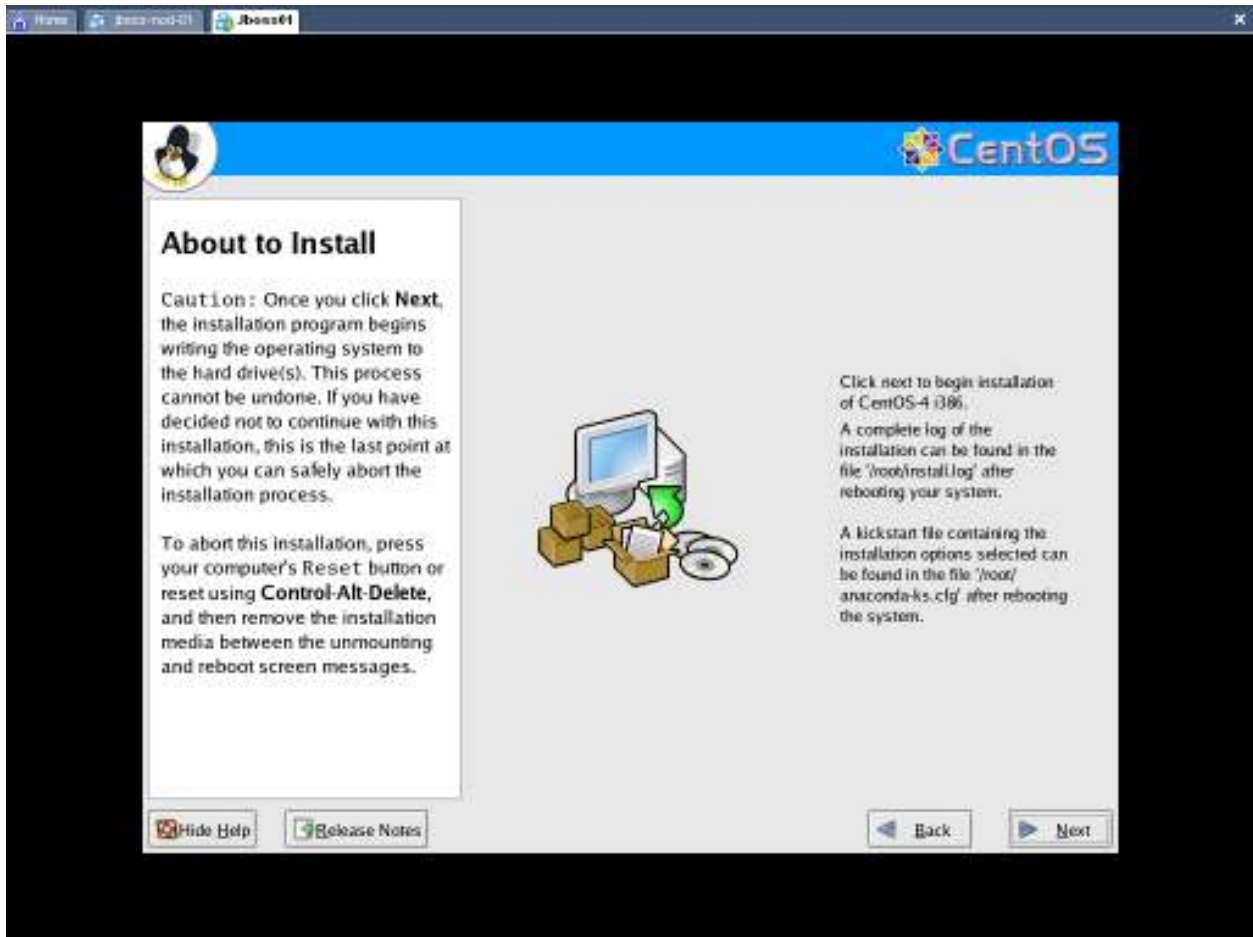 Home
Jboss01
CentOS
About to Install
Caution: Once you click Next,
the installation program begins
writing the operating system to
the hard drive(s). This process
cannot be undone. If you have
decided not to continue with this
installation, this is the last point at
which you can safely abort the
installation process.
To abort this installation, press
your computer's Reset button or
reset using Control-Alt-Delete,
and then remove the installation
media between the unmounting
and reboot screen messages.
Click next to begin installation
of CentOS-4 i386.
A complete log of the
installation can be found in the
file '/root/install.log' after
rebooting your system.
A kickstart file containing the
installation options selected can
be found in the file '/root/
anaconda-ks.cfg' after rebooting
the system.
Hide Help
Release Notes
Back
Next